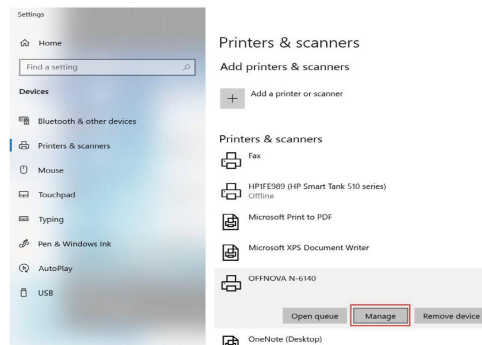 Settings
Home
Find a setting
Devices
Bluetooth & other devices
Printers & scanners
Mouse
Touchpad
Typing
Pen & Windows Ink
AutoPlay
USB
Printers & scanners
Add printers & scanners
Add a printer or scanner
Printers & scanners
Fax
HP1FE989 (HP Smart Tank 510 series)
Offline
Microsoft Print to PDF
Microsoft XPS Document Writer
OFFNOVA N-6140
Open queue Manage Remove device
OneNote (Desktop)